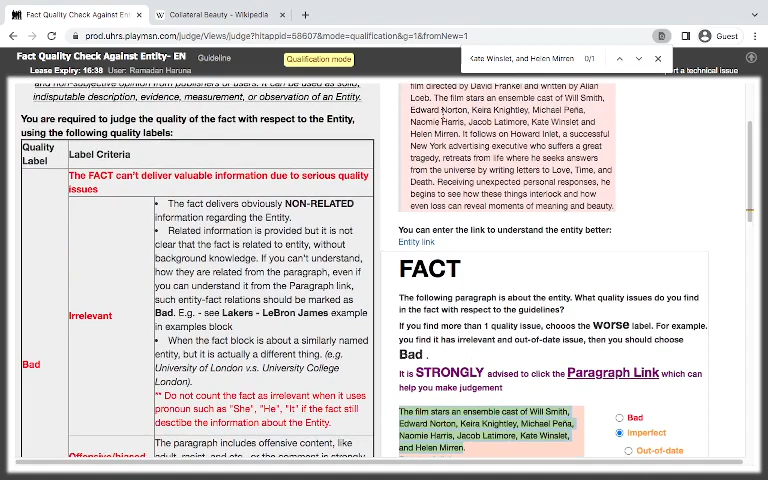 Fact Quality Check Against Entity
Collateral Beauty - Wikipedia
prod.uhrs.playmsn.com/judge/Views/judge?hitappid=58607&mode=qualification&g=1&fromNew=1
Guest
Fact Quality Check Against Entity- EN
Guideline
Qualification mode
Kate Winslet, and Helen Mirren
0/1
Lease Expiry: 16:38 User: Ramadan Haruna
rt a technical issue
and non-subjective opinion from publishers or users. It can be used as solid,
indisputable description, evidence, measurement, or observation of an Entity.
You are required to judge the quality of the fact with respect to the Entity,
using the following quality labels:
Quality Label
Label Criteria
Bad
The FACT can't deliver valuable information due to serious quality
issues
Irrelevant
• The fact delivers obviously NON-RELATED
information regarding the Entity.
• Related information is provided but it is not
clear that the fact is related to entity, without
background knowledge. If you can't understand,
how they are related from the paragraph, even if
you can understand it from the Paragraph link,
such entity-fact relations should be marked as
Bad. E.g. - see Lakers - LeBron James example
in examples block
• When the fact block is about a similarly named
entity, but it is actually a different thing. (e.g.
University of London v.s. University College
London).
** Do not count the fact as irrelevant when it uses
pronoun such as "She", "He", "It" if the fact still
describe the information about the Entity.
Offensive/biased
The paragraph includes offensive content, like
adult, racist, and etc., or the comment is strongly
film directed by David Frankel and written by Allan
Loeb. The film stars an ensemble cast of Will Smith,
Edward Norton, Keira Knightley, Michael Peña,
Naomie Harris, Jacob Latimore, Kate Winslet and
Helen Mirren. It follows on Howard Inlet, a successful
New York advertising executive who suffers a great
tragedy, retreats from life where he seeks answers
from the universe by writing letters to Love, Time, and
Death. Receiving unexpected personal responses, he
begins to see how these things interlock and how
even loss can reveal moments of meaning and beauty.
You can enter the link to understand the entity better:
Entity link
FACT
The following paragraph is about the entity. What quality issues do you find
in the fact with respect to the guidelines?
If you find more than 1 quality issue, chooos the worse label. For example.
you find it has irrelevant and out-of-date issue, then you should choose
Bad .
It is STRONGLY advised to click the Paragraph Link which can
help you make judgement
The film stars an ensemble cast of Will Smith,
Edward Norton, Keira Knightley, Michael Peña,
Naomie Harris, Jacob Latimore, Kate Winslet,
and Helen Mirren.
Bad
Imperfect
Out-of-date